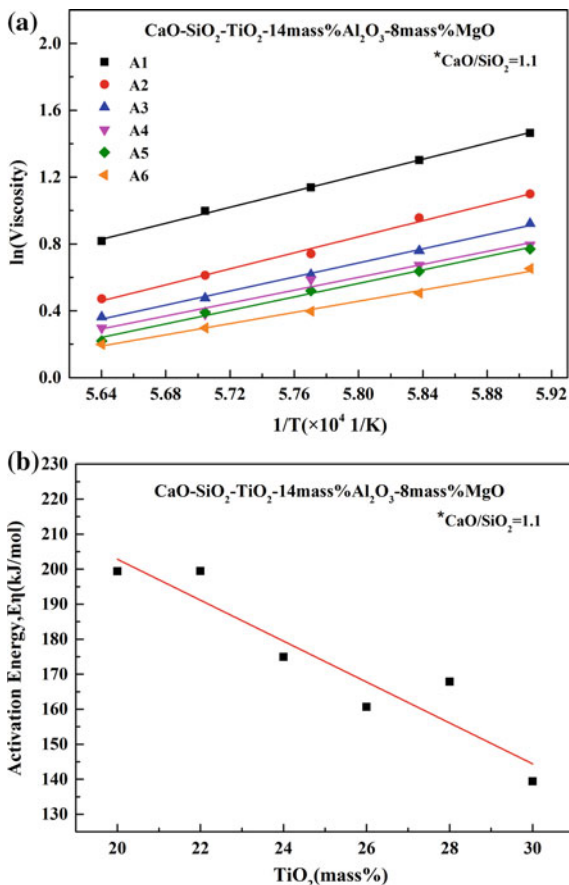 (a)
CaO-SiO₂-TiO₂-14mass%Al₂O₃-8mass%MgO
*CaO/SiO₂=1.1
A1
A2
A3
A4
A5
A6
ln(Viscosity)
2.0
1.6
1.2
0.8
0.4
0.0
5.64 5.68 5.72 5.76 5.80 5.84 5.88 5.92
1/T(×10⁴ 1/K)
(b)
CaO-SiO₂-TiO₂-14mass%Al₂O₃-8mass%MgO
*CaO/SiO₂=1.1
Activation Energy,Eη(kJ/mol)
230
220
210
200
190
180
170
160
150
140
130
20 22 24 26 28 30
TiO₂(mass%)